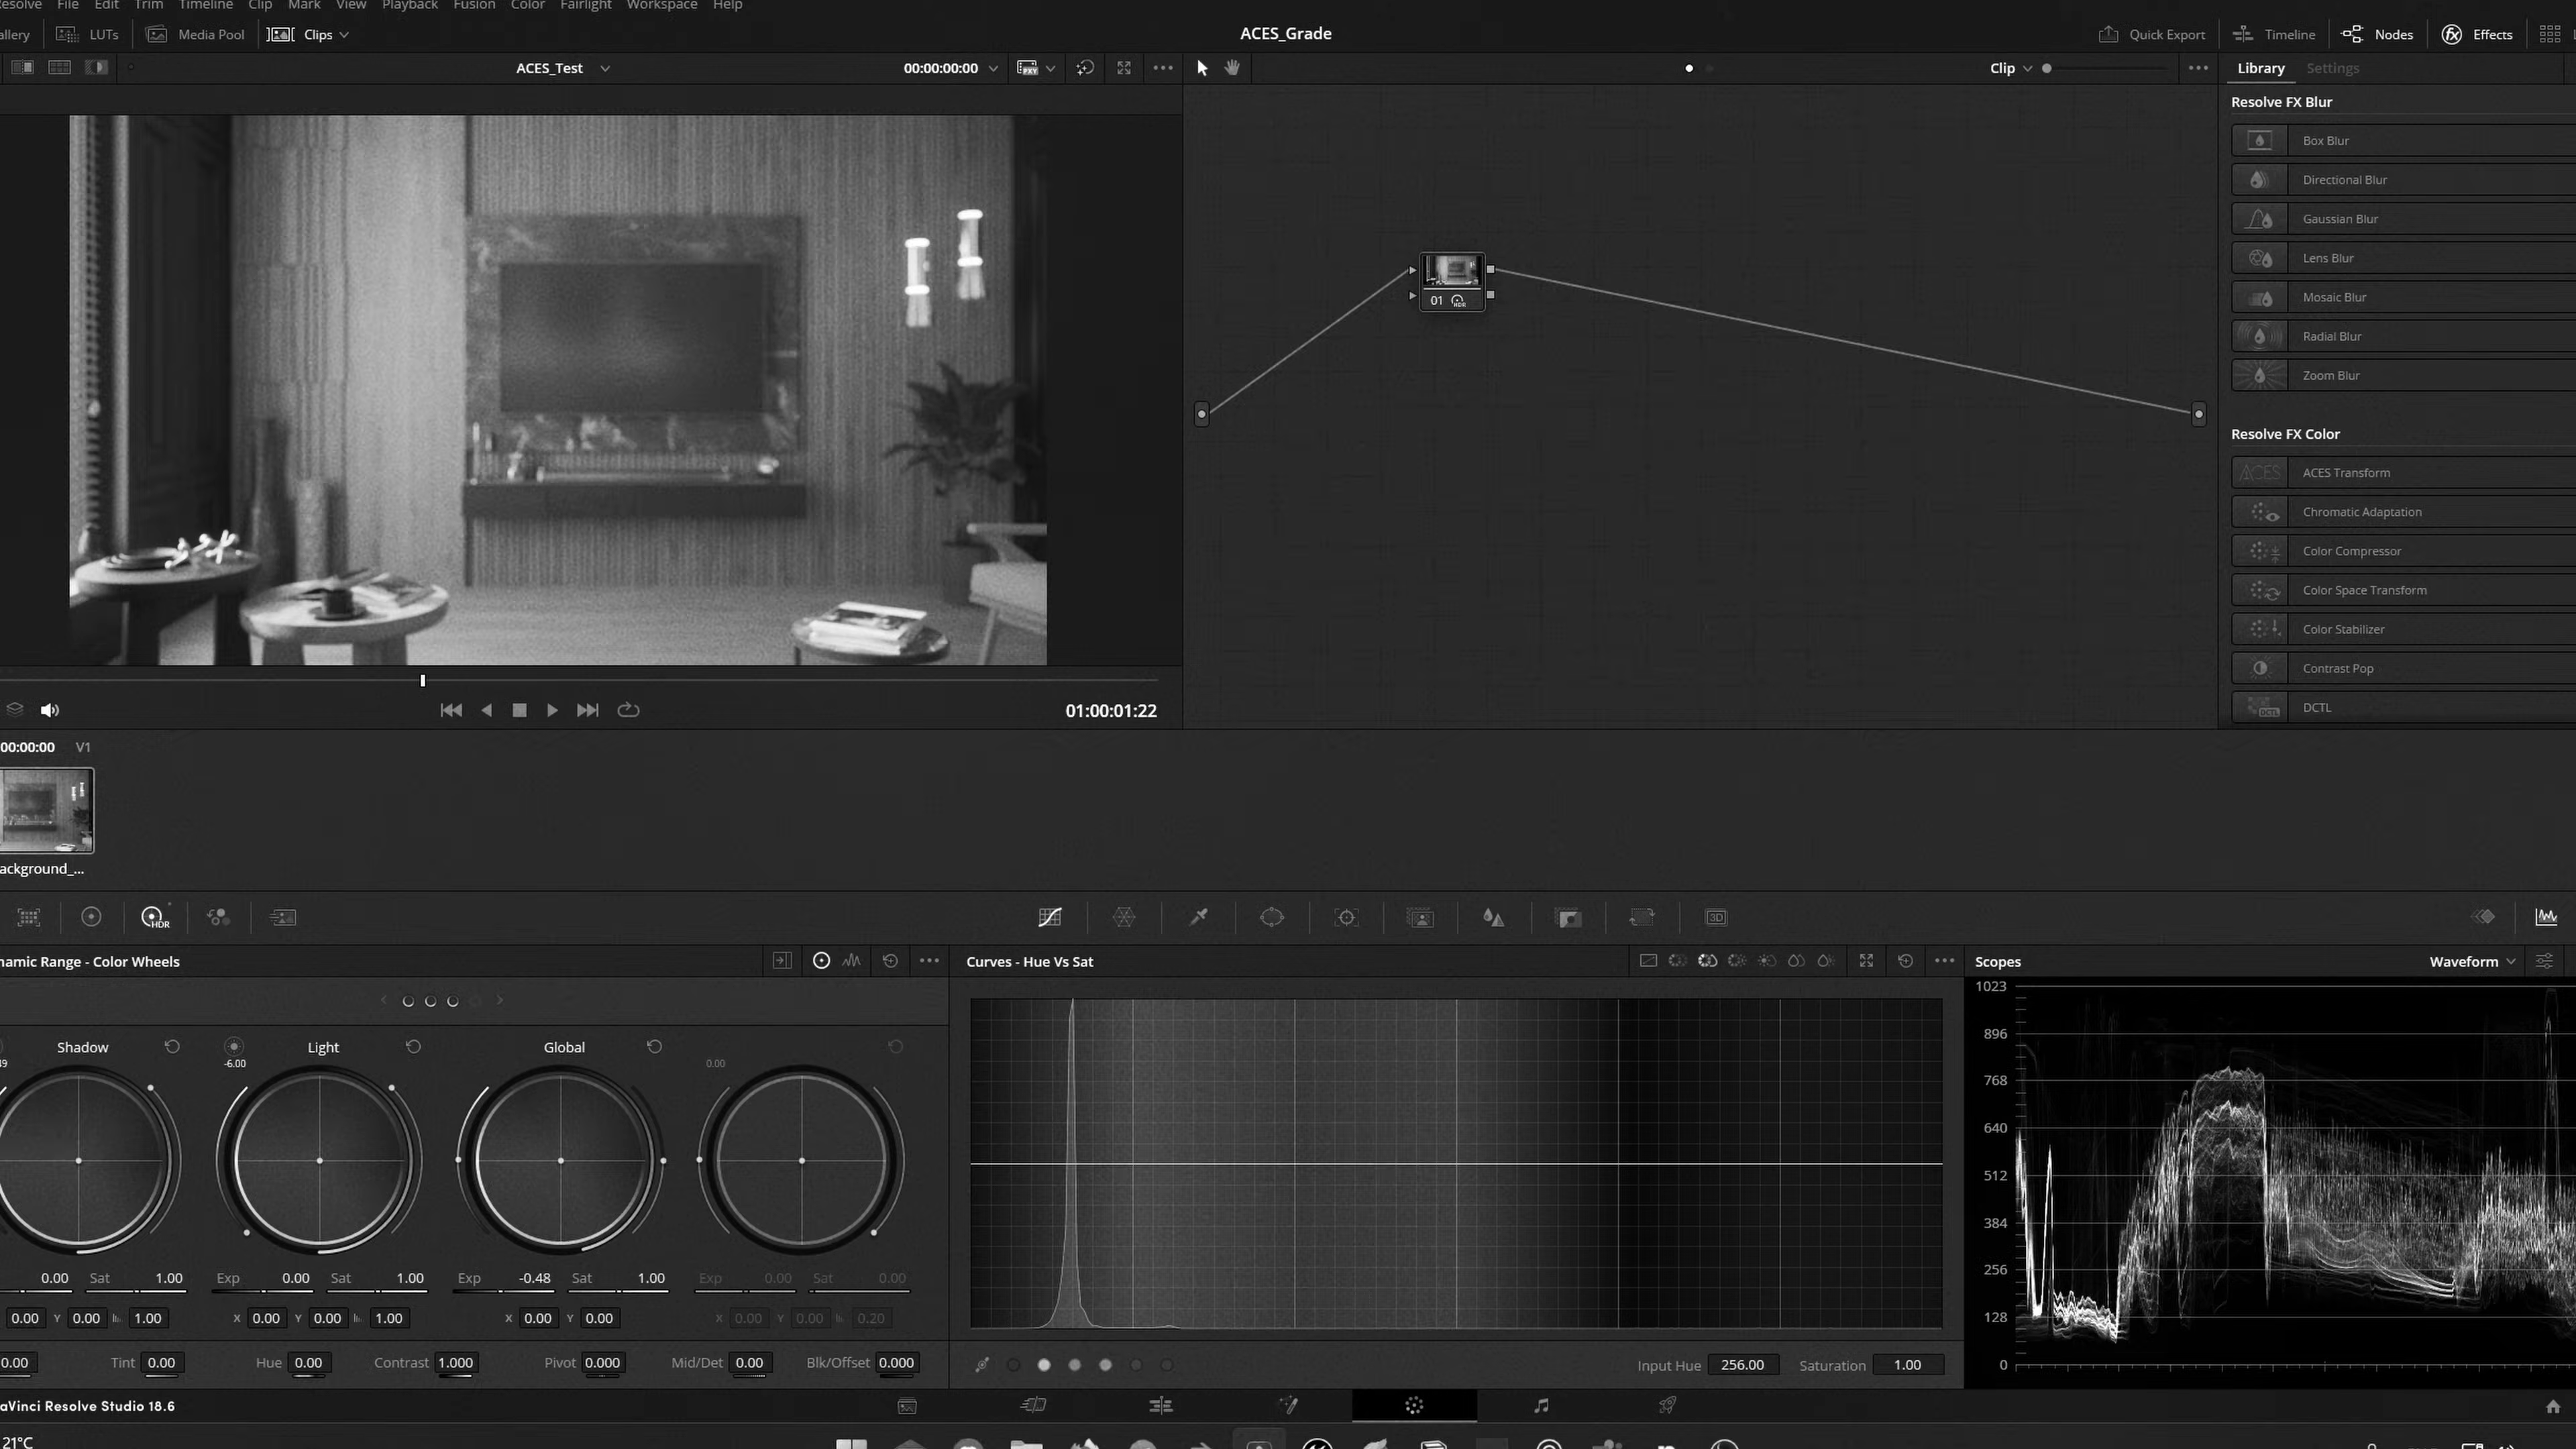 esolve File Edit Trim Timeline Clip Mark View Playback Fusion Color Fairlight Workspace Help
allery LUTs Media Pool Clips ACES_Grade Quick Export Timeline Nodes fx Effects
ACES_Test 00:00:00:00 Clip Library Settings
Resolve FX Blur
Box Blur
Directional Blur
Gaussian Blur
Lens Blur
Mosaic Blur
Radial Blur
Zoom Blur
01 HDR
Resolve FX Color
ACES ACES Transform
Chromatic Adaptation
Color Compressor
Color Space Transform
Color Stabilizer
Contrast Pop
DCTL DCTL
01:00:01:22
00:00:00 V1
ackground_...
HDR 3D
namic Range - Color Wheels Curves - Hue Vs Sat Scopes Waveform
Shadow Light Global
49 -6.00 0.00
0.00 Sat 1.00 Exp 0.00 Sat 1.00 Exp -0.48 Sat 1.00 Exp 0.00 Sat 0.00
0.00 Y 0.00 1.00 X 0.00 Y 0.00 1.00 X 0.00 Y 0.00 X 0.00 Y 0.00 0.20
0.00 Tint 0.00 Hue 0.00 Contrast 1.000 Pivot 0.000 Mid/Det 0.00 Blk/Offset 0.000
Input Hue 256.00 Saturation 1.00
1023
896
768
640
512
384
256
128
0
aVinci Resolve Studio 18.6
21°C